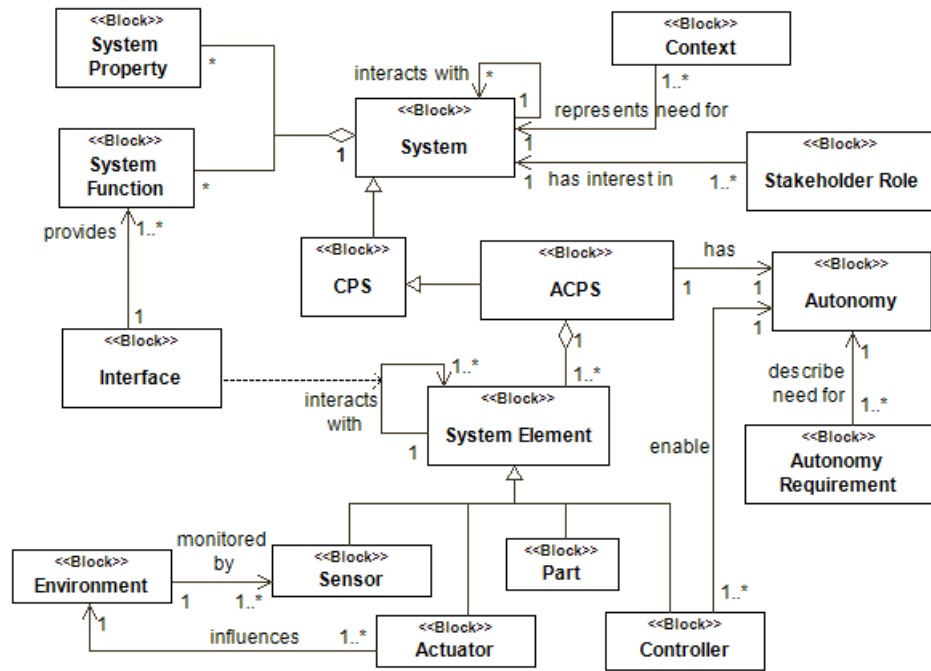 <<Block>>
System
Property
*
interacts with
*
1
<<Block>>
Context
1..*
represents need for
1
<<Block>>
System
1
<<Block>>
System
Function
*
1
has interest in
1..*
<<Block>>
Stakeholder Role
provides
1..*
<<Block>>
CPS
<<Block>>
ACPS
has
1
1
<<Block>>
Autonomy
1
1
<<Block>>
Interface
1
1..*
1..*
interacts
with
1
<<Block>>
System Element
1
describe
need for
1..*
enable
<<Block>>
Autonomy
Requirement
<<Block>>
Environment
monitored
by
1
1..*
<<Block>>
Sensor
<<Block>>
Part
1..*
1
influences
1..*
<<Block>>
Actuator
<<Block>>
Controller